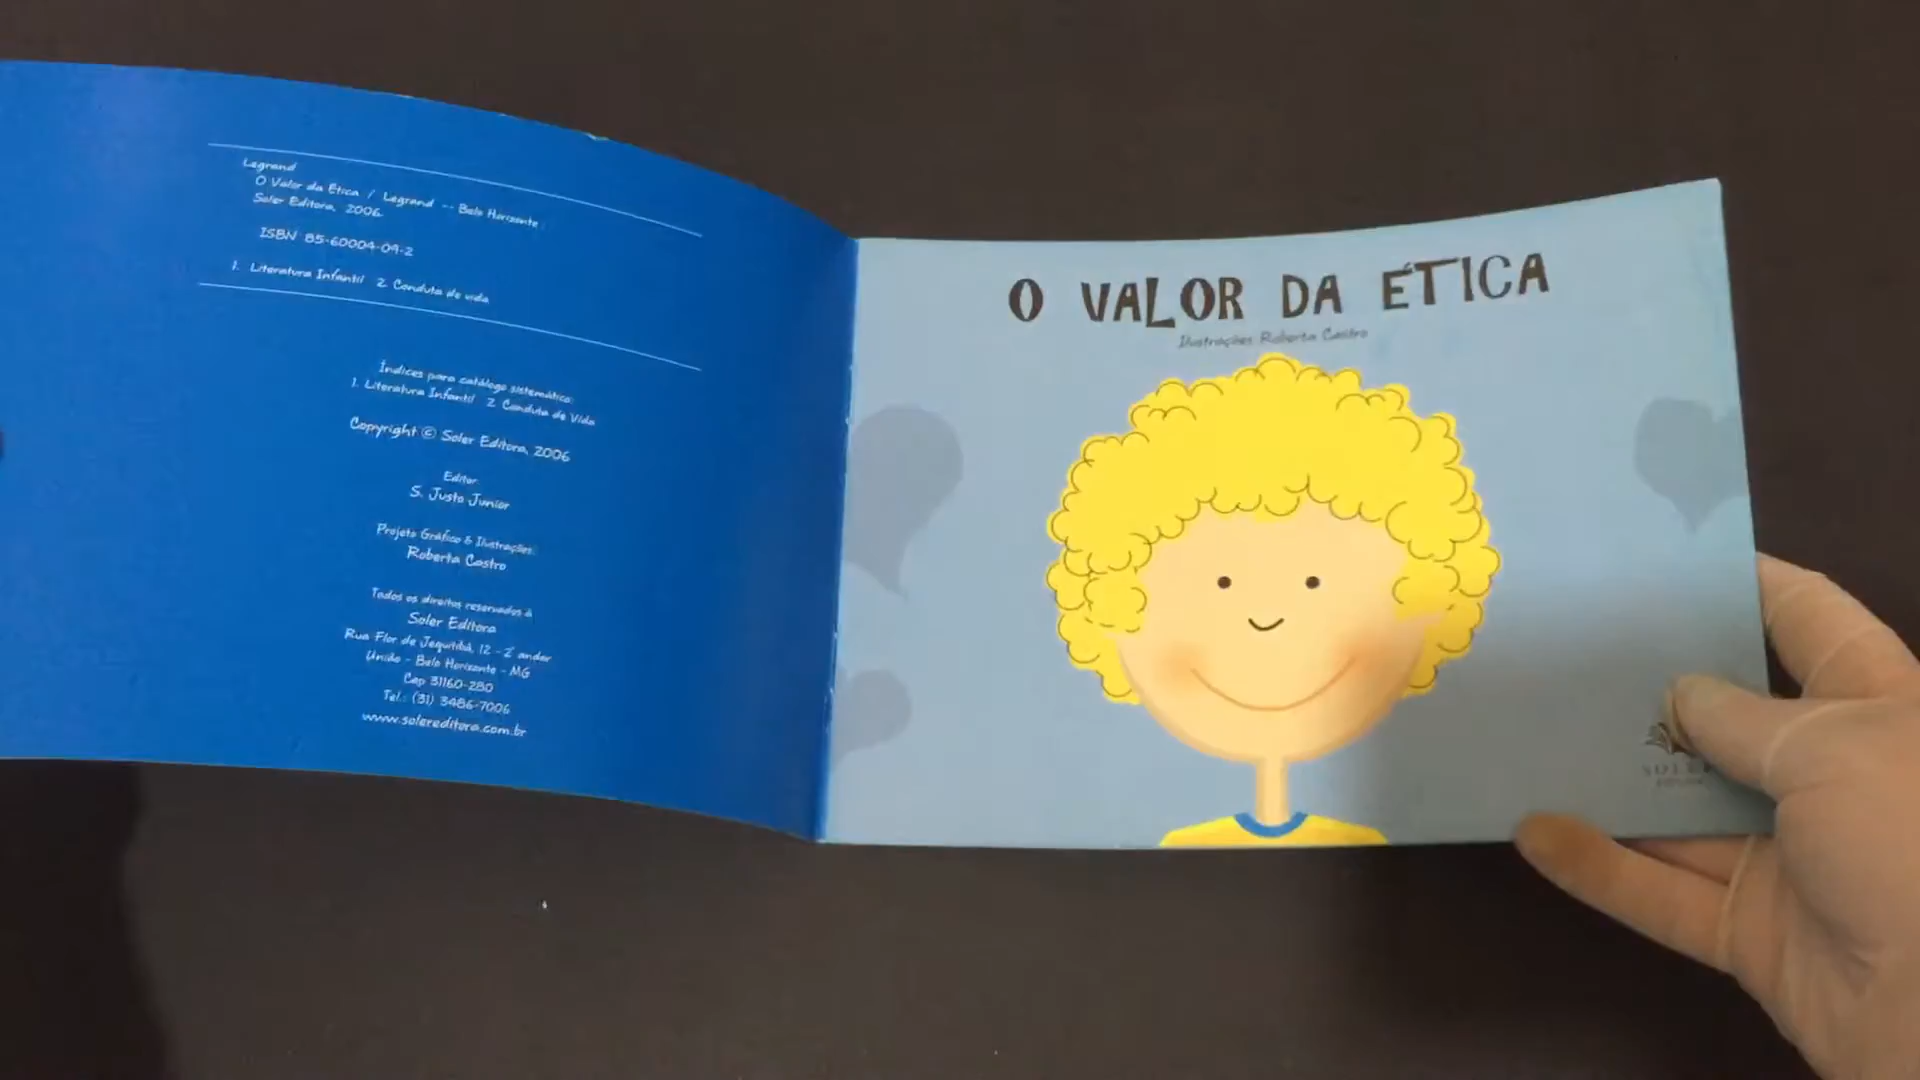 Legrand
O Valor da Ética / Legrand -- Belo Horizonte :
Soler Editora, 2006.
ISBN 85-60004-09-2
1. Literatura Infantil 2. Conduta de vida
Índices para catálogo sistemático:
1. Literatura Infantil 2. Conduta de Vida
Copyright © Soler Editora, 2006
Editor:
S. Justo Junior
Projeto Gráfico & Ilustrações:
Roberta Castro
Todos os direitos reservados à
Soler Editora
Rua Flor de Jequitibá, 12 - 2º andar
União - Belo Horizonte - MG
Cep 31160-280
Tel.: (31) 3486-7006
www.solereditora.com.br
O VALOR DA ÉTICA
Ilustrações Roberta Castro
SOLER